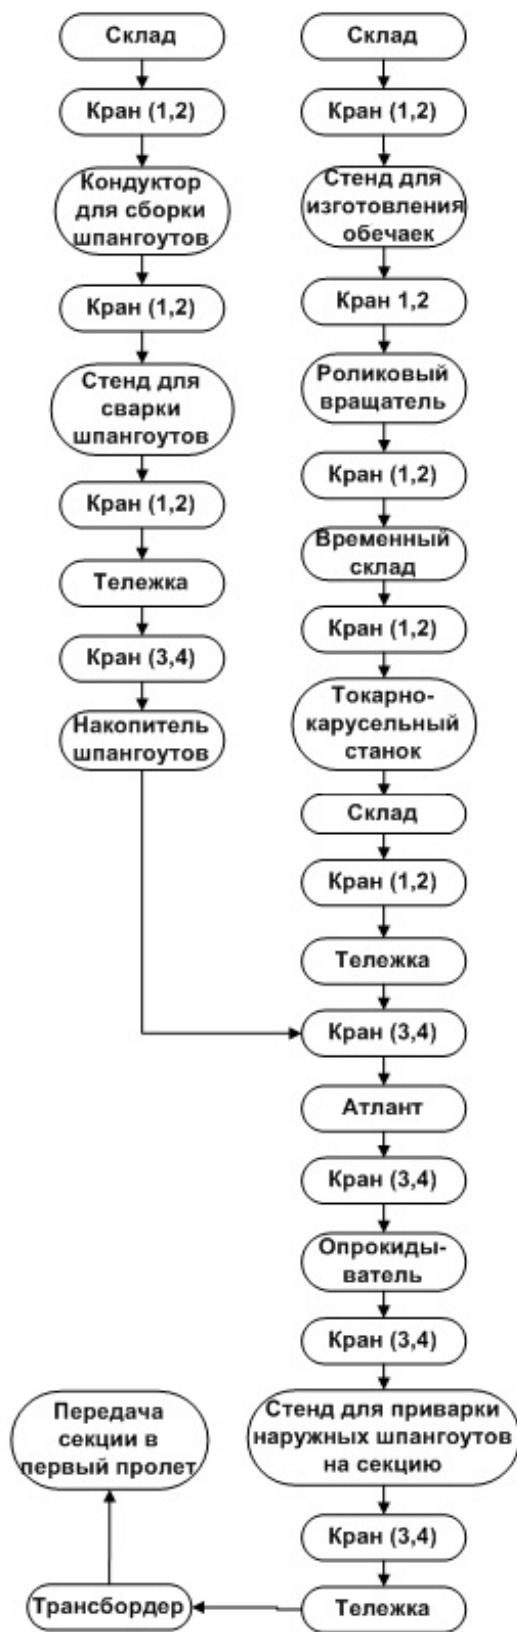 Склад
Кран (1,2)
Кондуктор
для сборки
шпангоутов
Кран (1,2)
Стенд для
сварки
шпангоутов
Кран (1,2)
Тележка
Кран (3,4)
Накопитель
шпангоутов
Склад
Кран (1,2)
Стенд для
изготовления
обечаек
Кран 1,2
Роликовый
вращатель
Кран (1,2)
Временный
склад
Кран (1,2)
Токарно-
карусельный
станок
Склад
Кран (1,2)
Тележка
Кран (3,4)
Атлант
Кран (3,4)
Опрокиды-
ватель
Кран (3,4)
Стенд для приварки
наружных шпангоутов
на секцию
Кран (3,4)
Тележка
Трансбордер
Передача
секции в
первый пролет